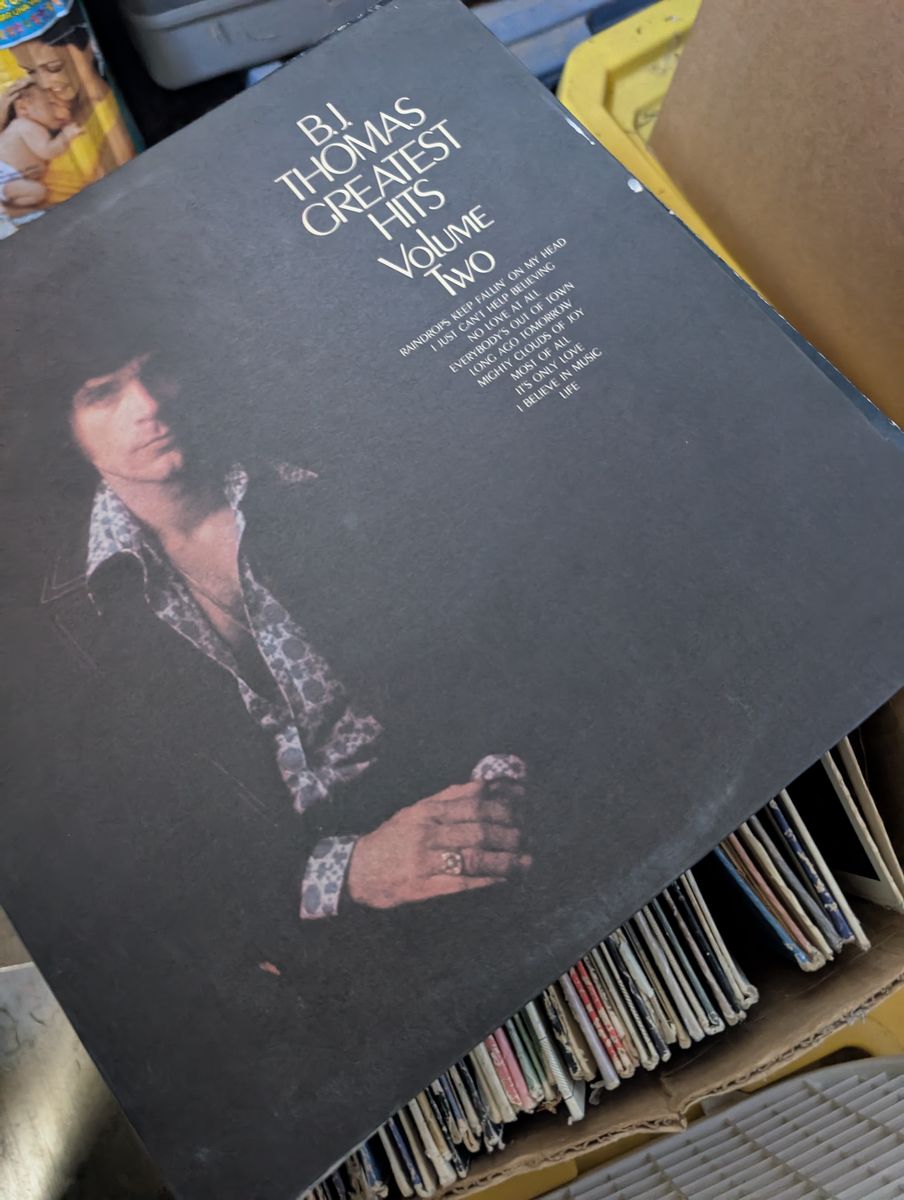 B.J.
THOMAS
GREATEST
HITS
VOLUME
TWO
RAINDROPS KEEP FALLIN' ON MY HEAD
I JUST CAN'T HELP BELIEVING
NO LOVE AT ALL
EVERYBODY'S OUT OF TOWN
LONG AGO TOMORROW
MIGHTY CLOUDS OF JOY
MOST OF ALL
IT'S ONLY LOVE
I BELIEVE IN MUSIC
LIFE